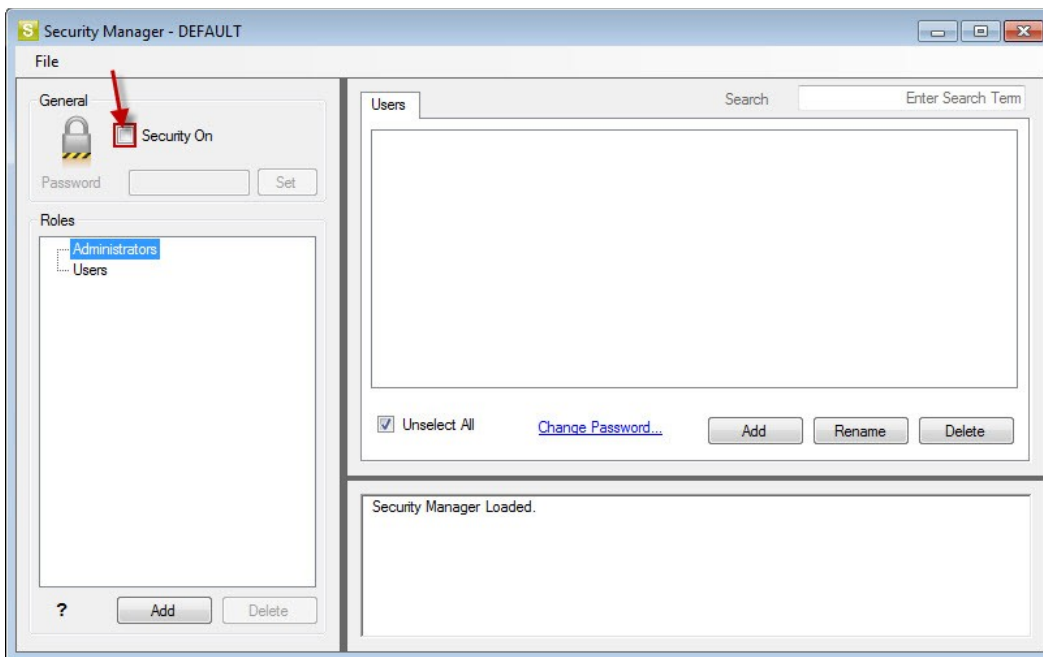 S Security Manager - DEFAULT
File
General
Security On
Password Set
Roles
Administrators
Users
? Add Delete
Users Search Enter Search Term
Unselect All Change Password... Add Rename Delete
Security Manager Loaded.